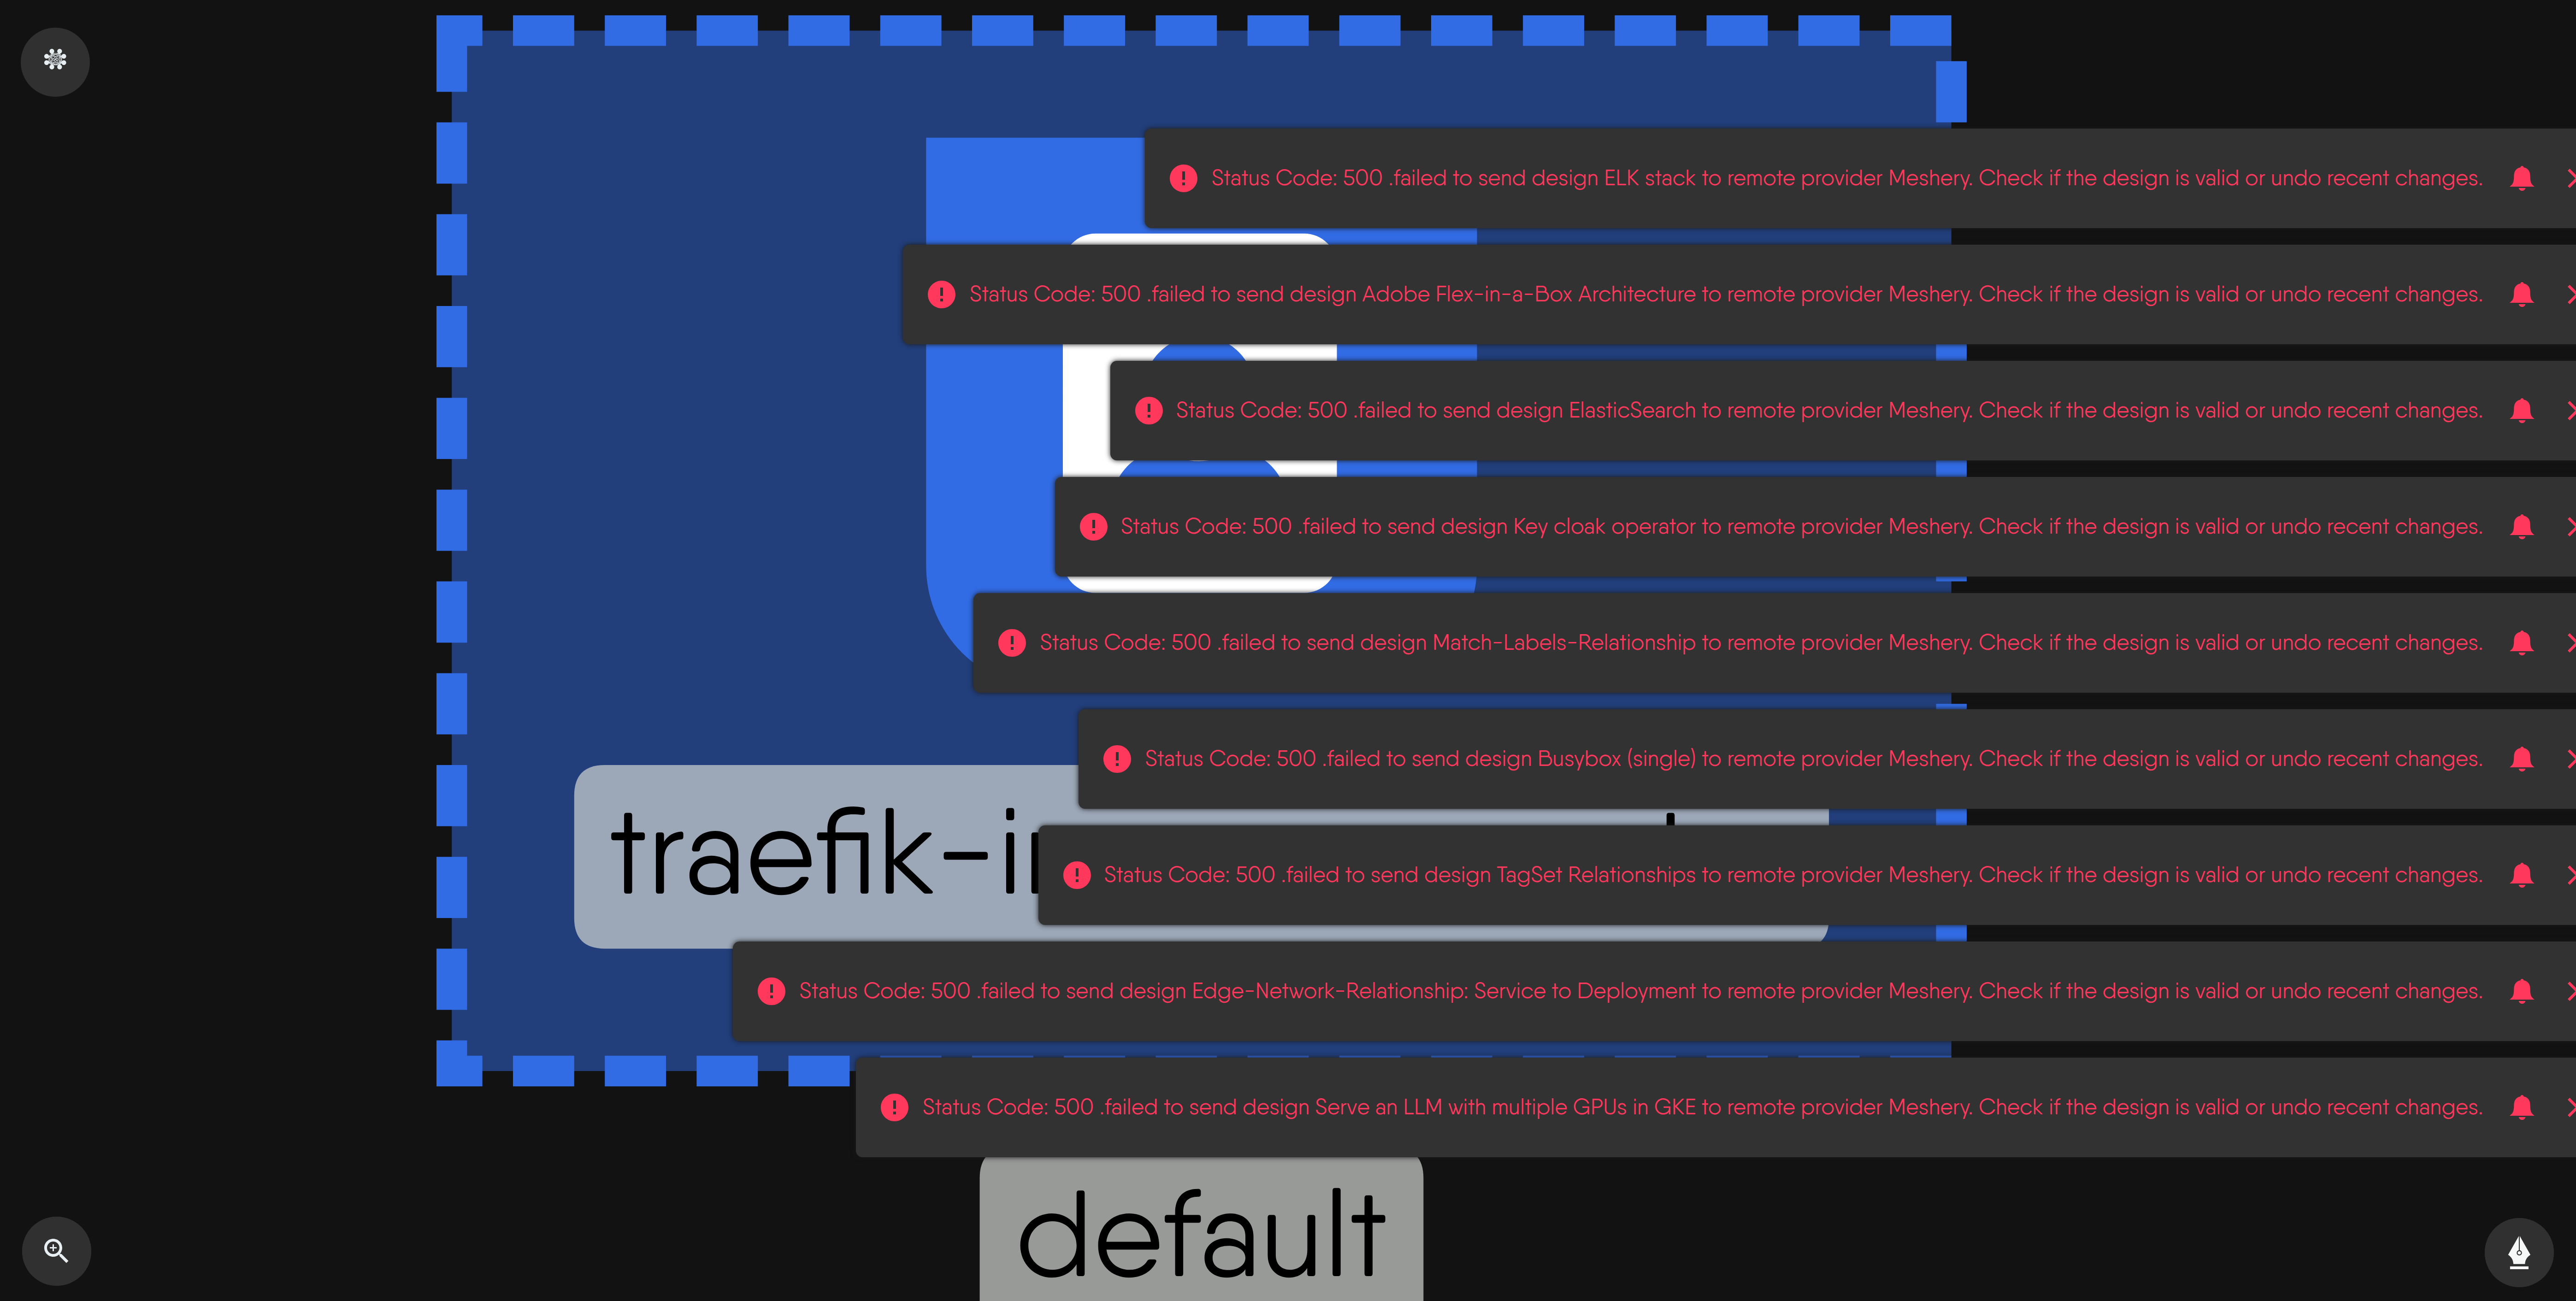 Status Code: 500 .failed to send design ELK stack to remote provider Meshery. Check if the design is valid or undo recent changes.
Status Code: 500 .failed to send design Adobe Flex-in-a-Box Architecture to remote provider Meshery. Check if the design is valid or undo recent changes.
Status Code: 500 .failed to send design ElasticSearch to remote provider Meshery. Check if the design is valid or undo recent changes.
Status Code: 500 .failed to send design Key cloak operator to remote provider Meshery. Check if the design is valid or undo recent changes.
Status Code: 500 .failed to send design Match-Labels-Relationship to remote provider Meshery. Check if the design is valid or undo recent changes.
Status Code: 500 .failed to send design Busybox (single) to remote provider Meshery. Check if the design is valid or undo recent changes.
traefik-
Status Code: 500 .failed to send design TagSet Relationships to remote provider Meshery. Check if the design is valid or undo recent changes.
Status Code: 500 .failed to send design Edge-Network-Relationship: Service to Deployment to remote provider Meshery. Check if the design is valid or undo recent changes.
Status Code: 500 .failed to send design Serve an LLM with multiple GPUs in GKE to remote provider Meshery. Check if the design is valid or undo recent changes.
default